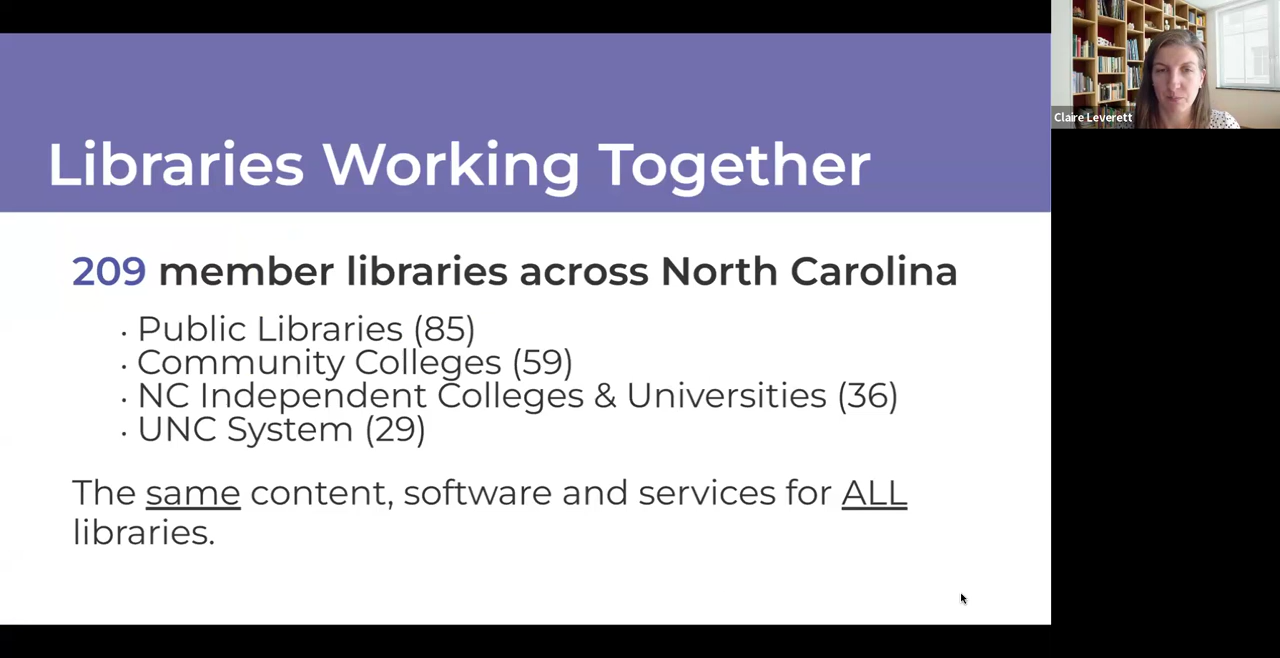 Libraries Working Together
Claire Leverett
209 member libraries across North Carolina
· Public Libraries (85)
· Community Colleges (59)
· NC Independent Colleges & Universities (36)
· UNC System (29)
The same content, software and services for ALL
libraries.